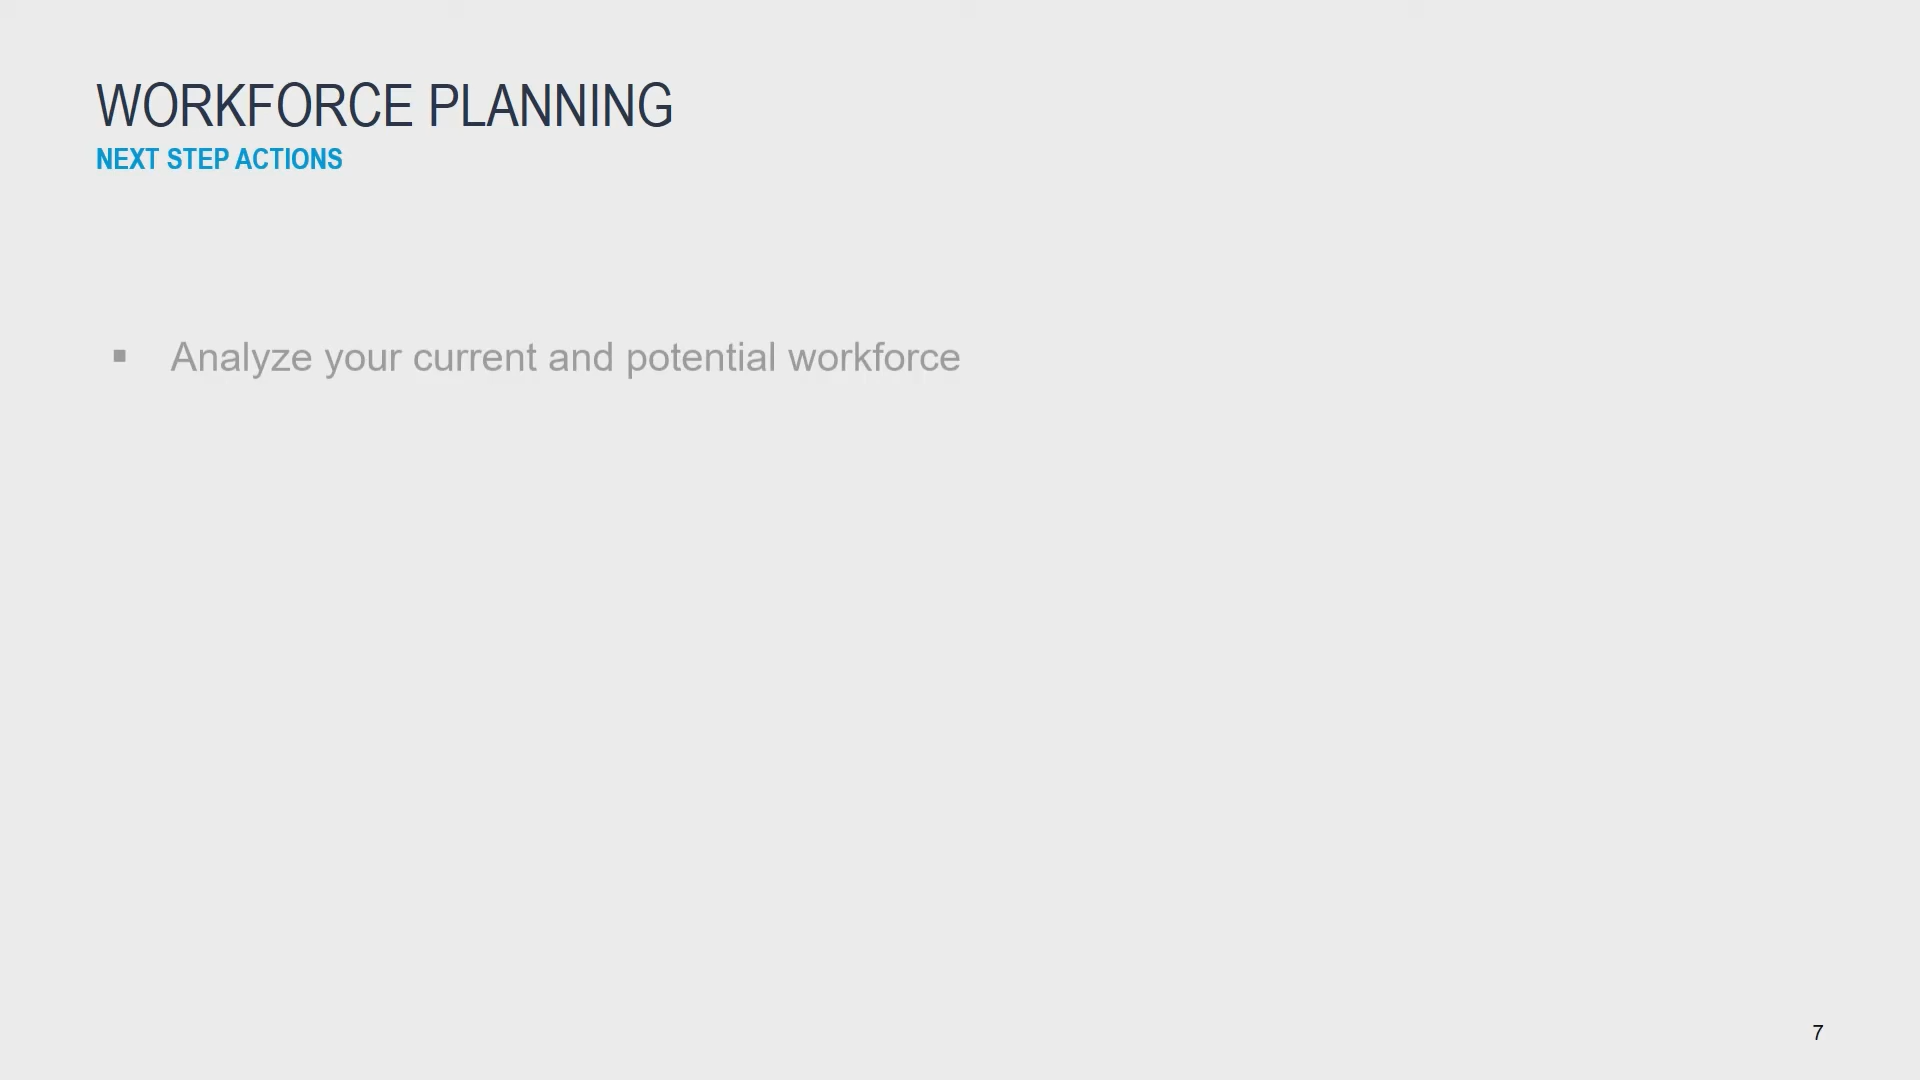 WORKFORCE PLANNING
NEXT STEP ACTIONS
▪ Analyze your current and potential workforce
7